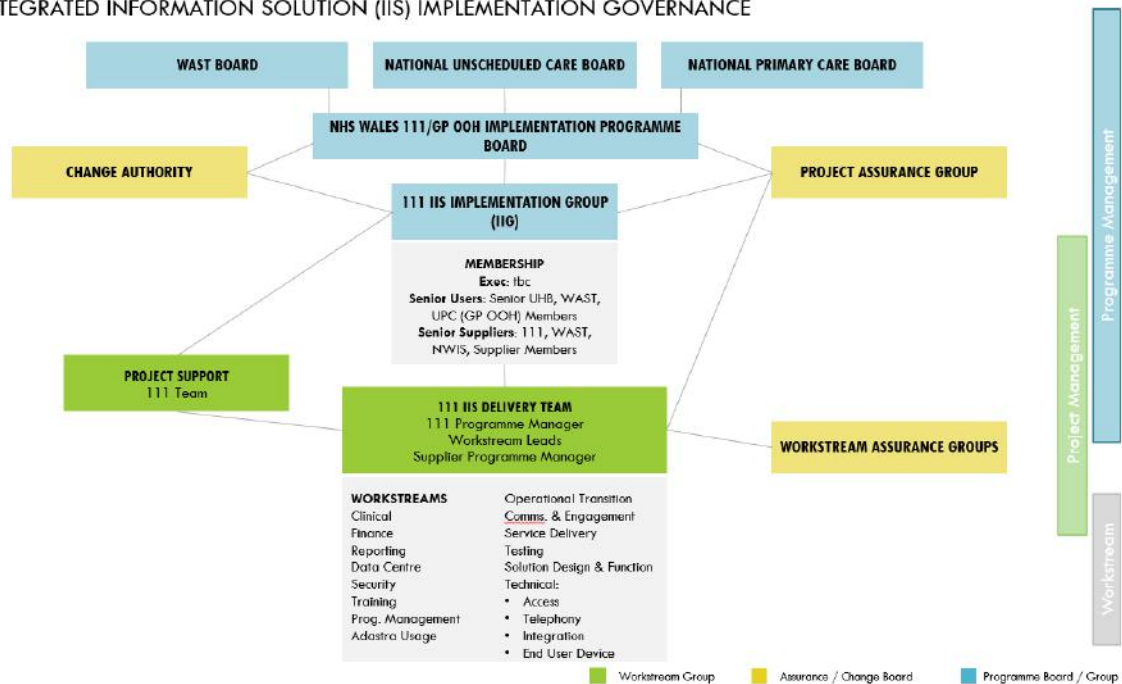 TEGRATED INFORMATION SOLUTION (IIS) IMPLEMENTATION GOVERNANCE
WAST BOARD
NATIONAL UNSCHEDULED CARE BOARD
NATIONAL PRIMARY CARE BOARD
NHS WALES 111/GP OOH IMPLEMENTATION PROGRAMME
BOARD
CHANGE AUTHORITY
PROJECT ASSURANCE GROUP
111 IIS IMPLEMENTATION GROUP
(IIG)
MEMBERSHIP
Exec: tbc
Senior Users: Senior UHB, WAST,
UPC (GP OOH) Members
Senior Suppliers: 111, WAST,
NWIS, Supplier Members
PROJECT SUPPORT
111 Team
111 IIS DELIVERY TEAM
111 Programme Manager
Workstream Leads
Supplier Programme Manager
WORKSTREAM ASSURANCE GROUPS
WORKSTREAMS
Clinical
Finance
Reporting
Data Centre
Security
Training
Prog. Management
Adastra Usage
Operational Transition
Comms. & Engagement
Service Delivery
Testing
Solution Design & Function
Technical:
• Access
• Telephony
• Integration
• End User Device
Programme Management
Project Management
Workstream
Workstream Group
Assurance / Change Board
Programme Board / Group